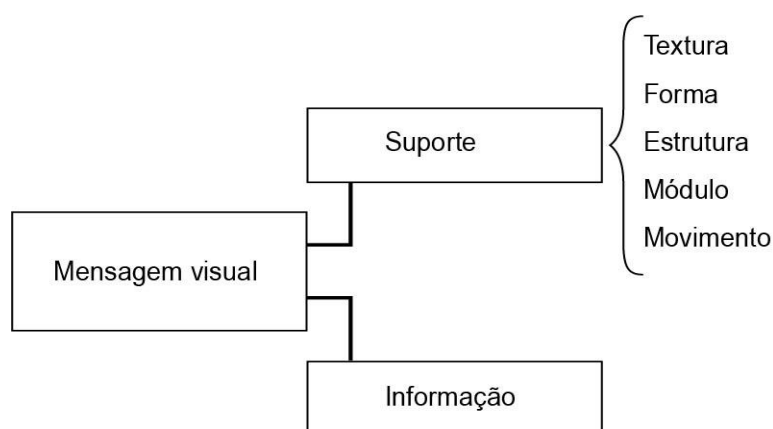 Textura
Forma
Suporte
Estrutura
Módulo
Movimento
Mensagem visual
Informação